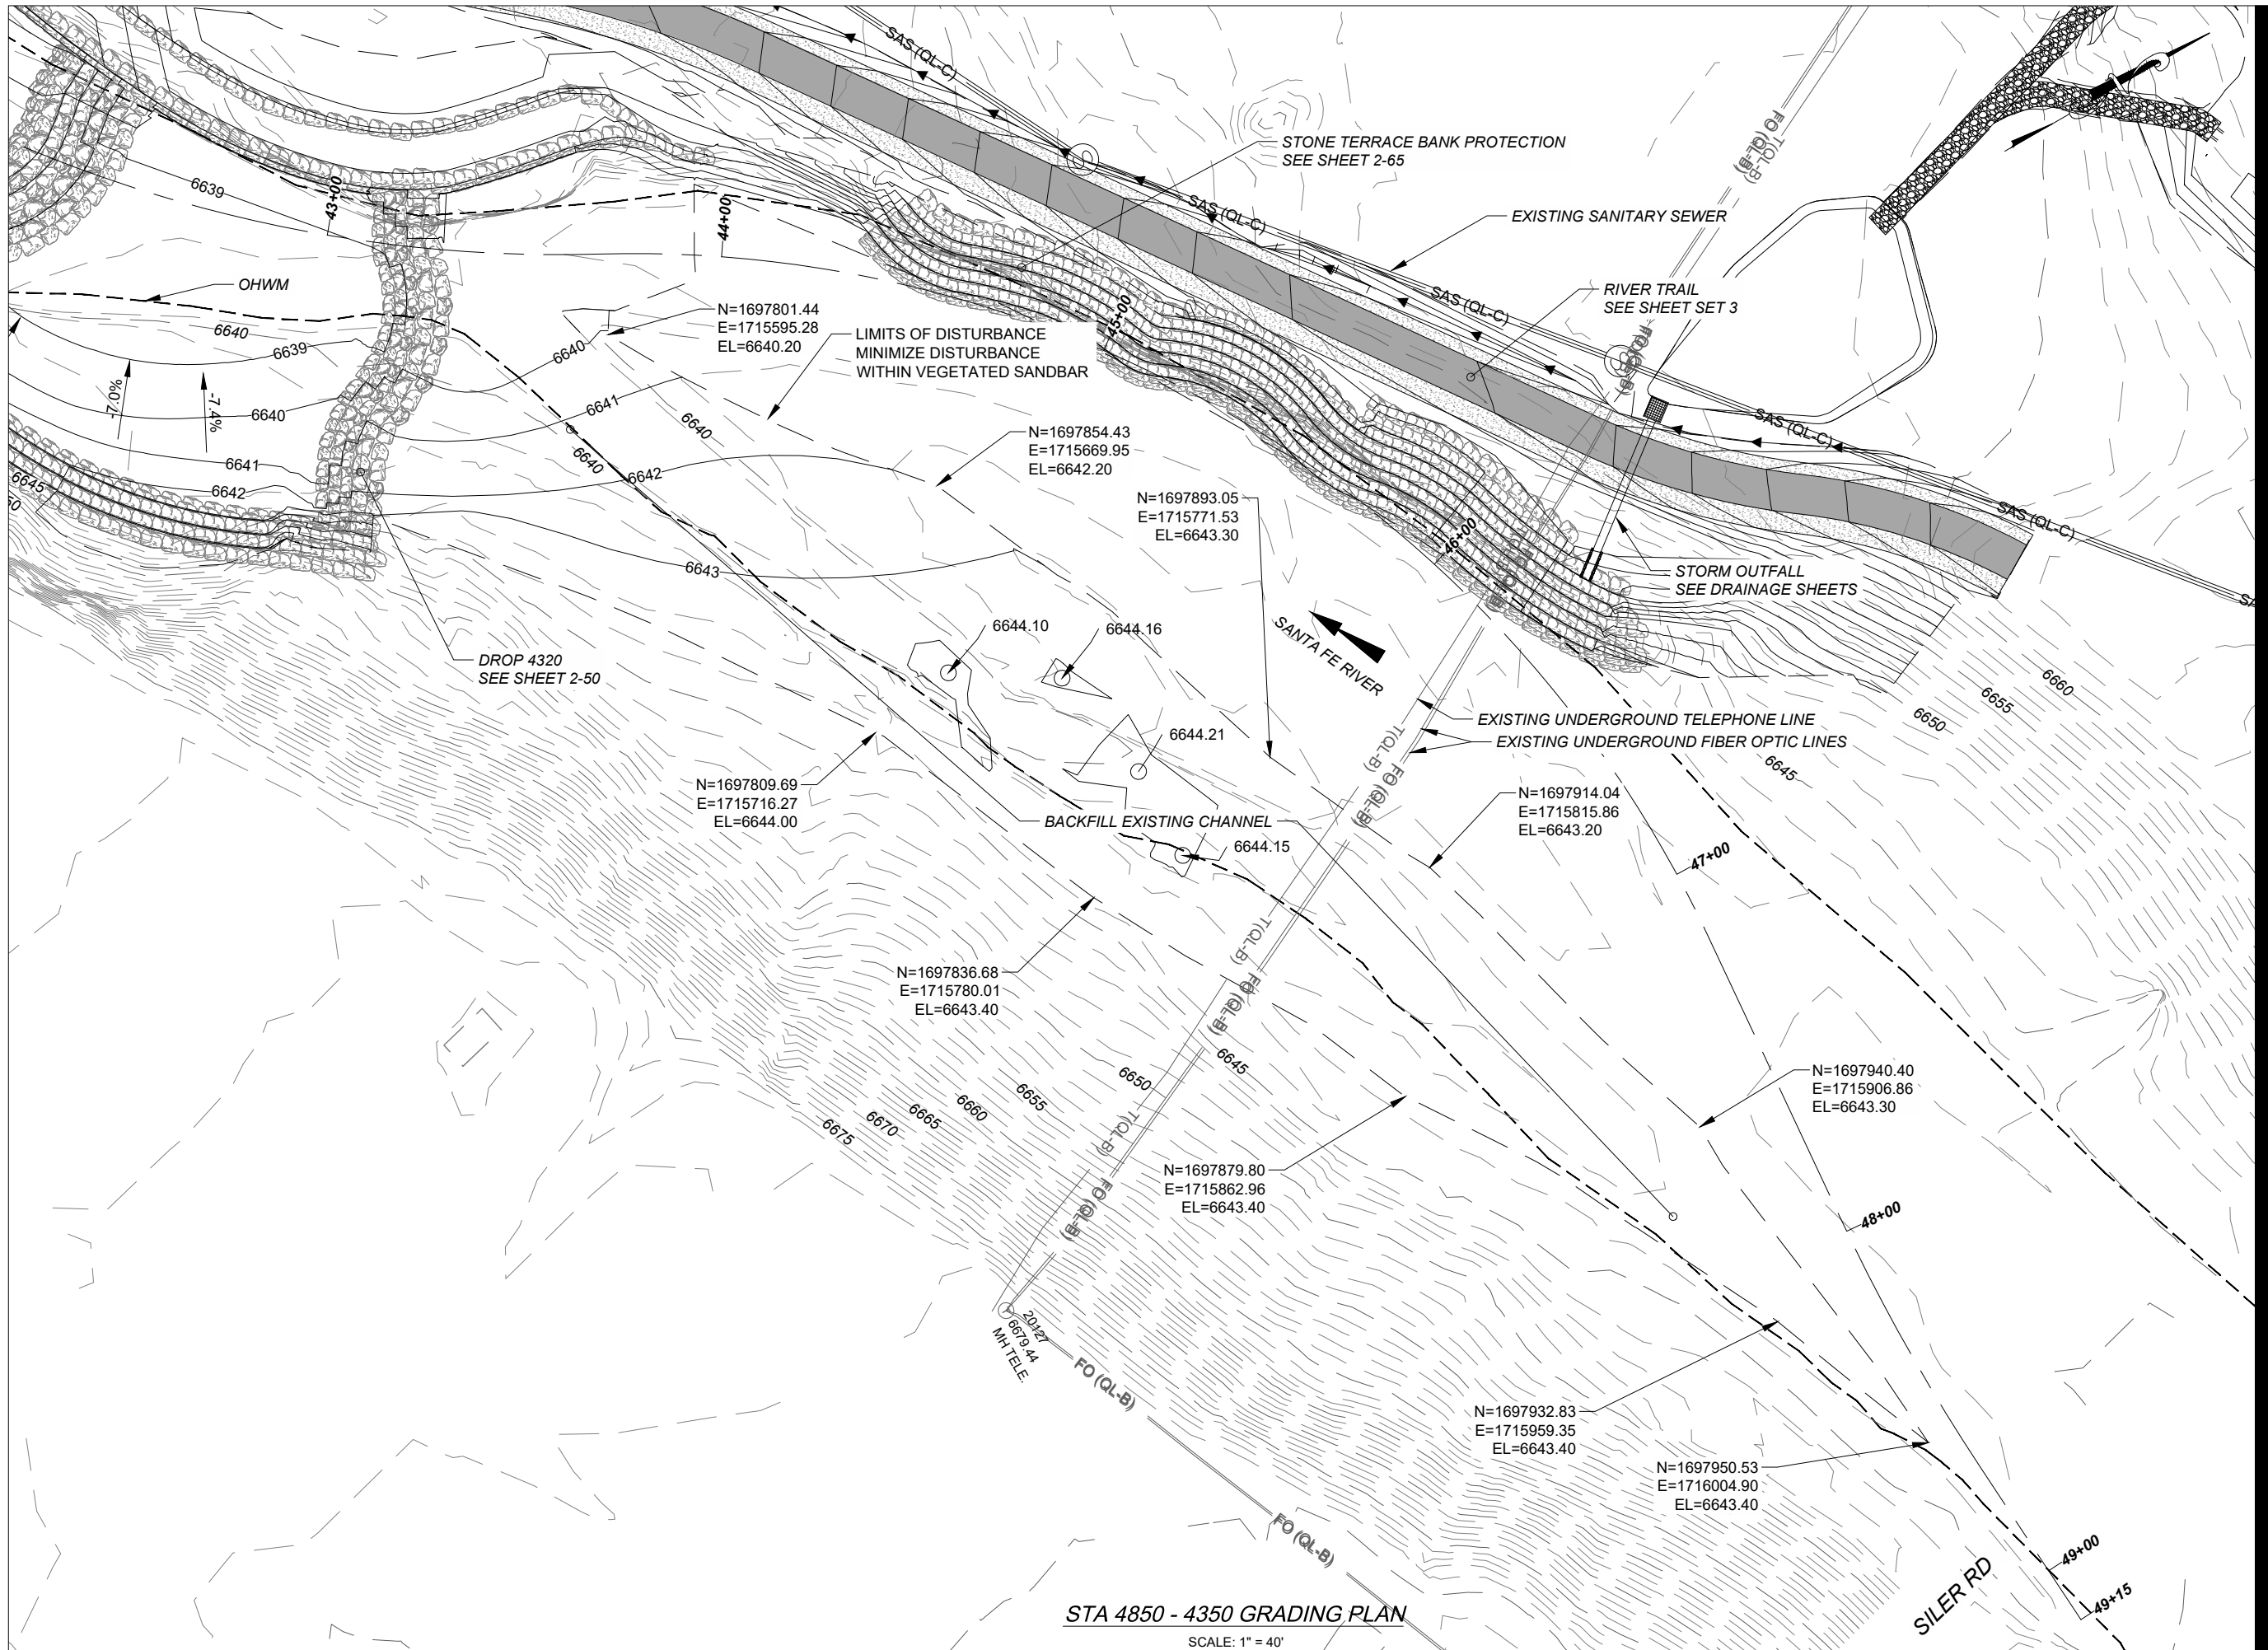 SAS (QL-C)
STONE TERRACE BANK PROTECTION
SEE SHEET 2-65
FO (QL-B)
T(QL-B)
6639
43+00
44+00
SAS (QL-C)
EXISTING SANITARY SEWER
OHWM
RIVER TRAIL
SEE SHEET SET 3
SAS (QL-C)
N=1697801.44
E=1715595.28
EL=6640.20
45+00
6640
6639
6640
LIMITS OF DISTURBANCE
MINIMIZE DISTURBANCE
WITHIN VEGETATED SANDBAR
-7.0%
-7.4%
6640
6641
6640
SAS (QL-C)
N=1697854.43
E=1715669.95
EL=6642.20
6641
6640
6642
6645
6642
N=1697893.05
E=1715771.53
EL=6643.30
SAS (QL-C)
46+00
6643
STORM OUTFALL
SEE DRAINAGE SHEETS
6644.10
6644.16
SANTA FE RIVER
DROP 4320
SEE SHEET 2-50
6660
6655
6650
EXISTING UNDERGROUND TELEPHONE LINE
EXISTING UNDERGROUND FIBER OPTIC LINES
6644.21
T(QL-B)
FO (QL-B)
6645
N=1697809.69
E=1715716.27
EL=6644.00
N=1697914.04
E=1715815.86
EL=6643.20
BACKFILL EXISTING CHANNEL
6644.15
47+00
T(QL-B)
FO (QL-B)
N=1697836.68
E=1715780.01
EL=6643.40
6645
6650
6655
6660
6665
6670
6675
N=1697940.40
E=1715906.86
EL=6643.30
T(QL-B)
FO (QL-B)
N=1697879.80
E=1715862.96
EL=6643.40
48+00
20127
6679.44
MH TELE.
FO (QL-B)
N=1697932.83
E=1715959.35
EL=6643.40
N=1697950.53
E=1716004.90
EL=6643.40
FO (QL-B)
49+00
49+15
SILER RD
STA 4850 - 4350 GRADING PLAN
SCALE: 1" = 40'